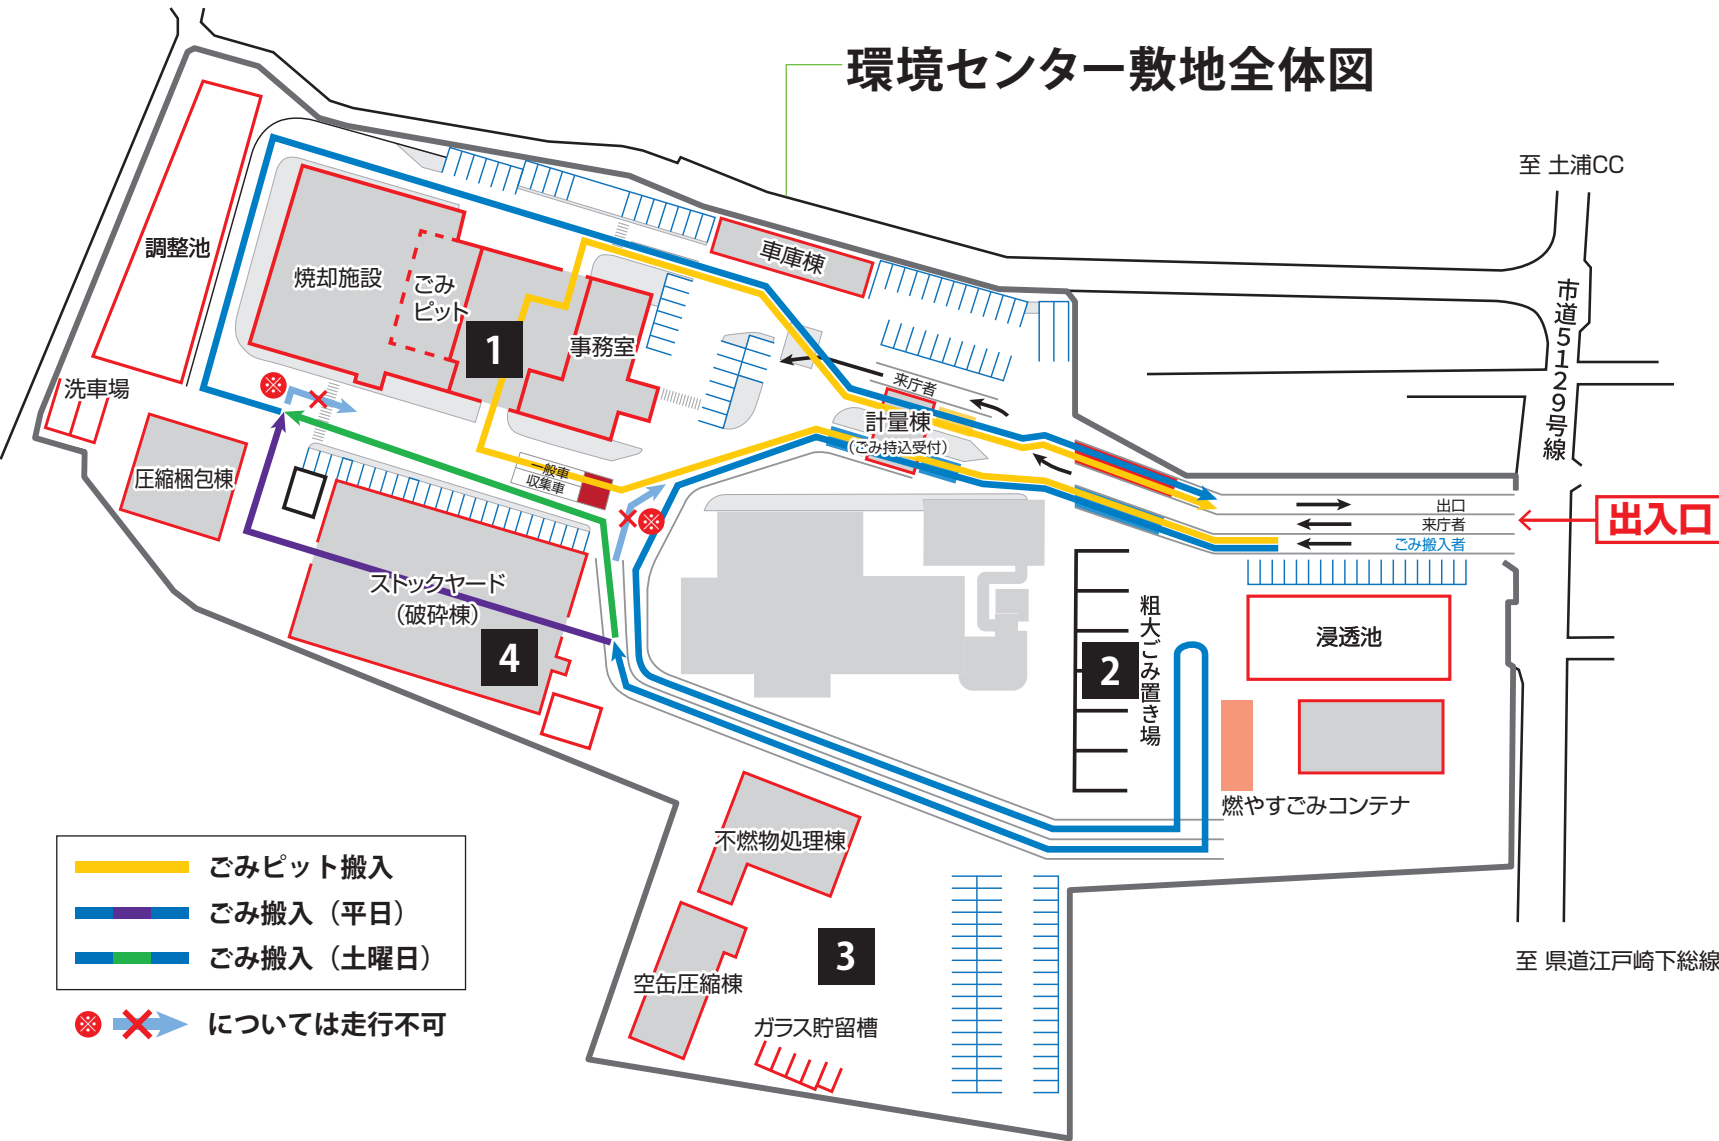 環境センター敷地全体図
至 土浦CC
市道5129号線
調整池
焼却施設
ごみ
ピット
1
事務室
車庫棟
来庁者
計量棟
(ごみ持込受付)
洗車場
圧縮梱包棟
一般車
収集車
※
※
出口
来庁者
ごみ搬入者
出入口
ストックヤード
(破砕棟)
4
2
粗大ごみ置き場
浸透池
燃やすごみコンテナ
不燃物処理棟
空缶圧縮棟
3
ガラス貯留槽
至 県道江戸崎下総線
ごみピット搬入
ごみ搬入(平日)
ごみ搬入(土曜日)
※ については走行不可